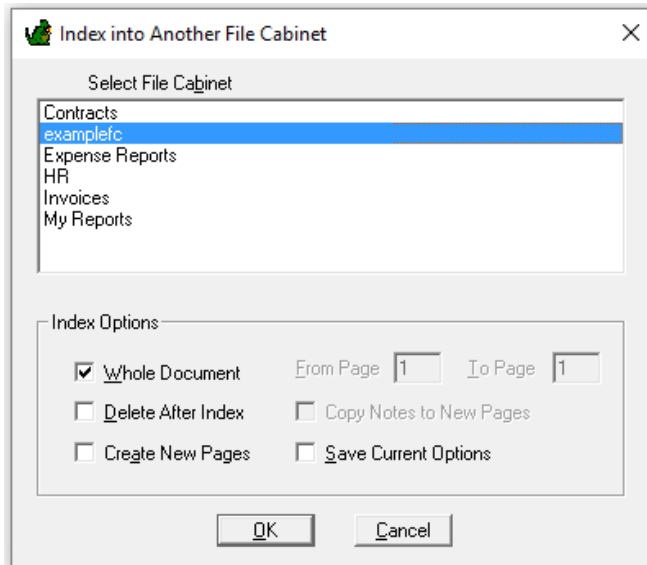 Index into Another File Cabinet
Select File Cabinet
Contracts
examplefc
Expense Reports
HR
Invoices
My Reports
Index Options
Whole Document From Page 1 To Page 1
Delete After Index Copy Notes to New Pages
Create New Pages Save Current Options
OK Cancel